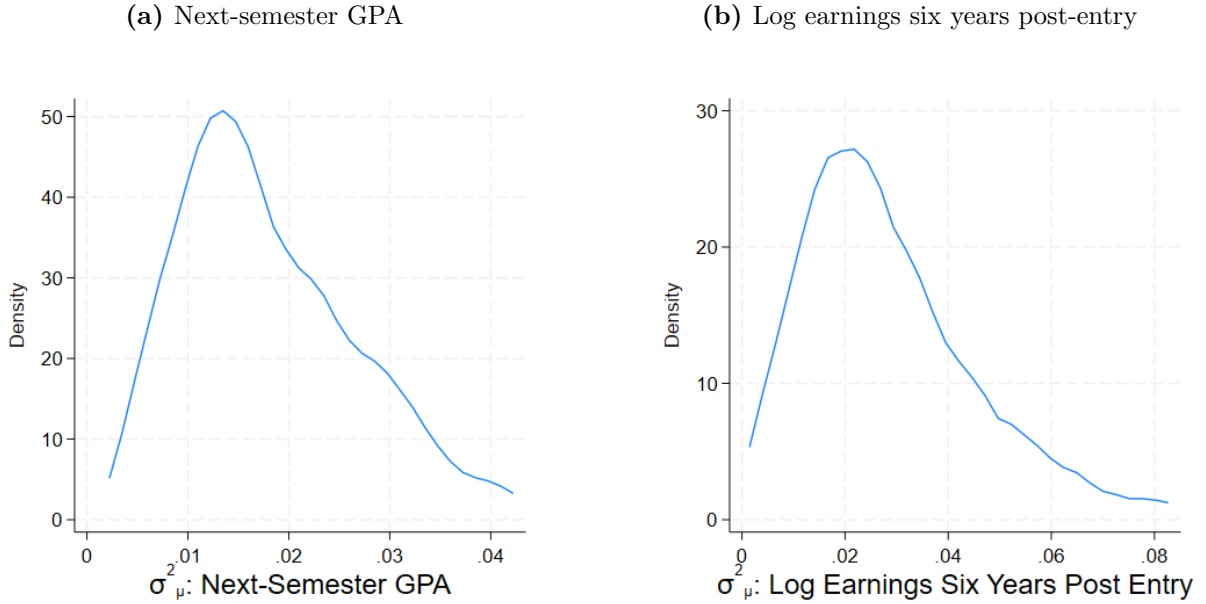 (a) Next-semester GPA
(b) Log earnings six years post-entry
50
40
30
20
10
0
Density
0 .01 .02 .03 .04
σ²μ: Next-Semester GPA
30
20
10
0
Density
0 .02 .04 .06 .08
σ²μ: Log Earnings Six Years Post Entry